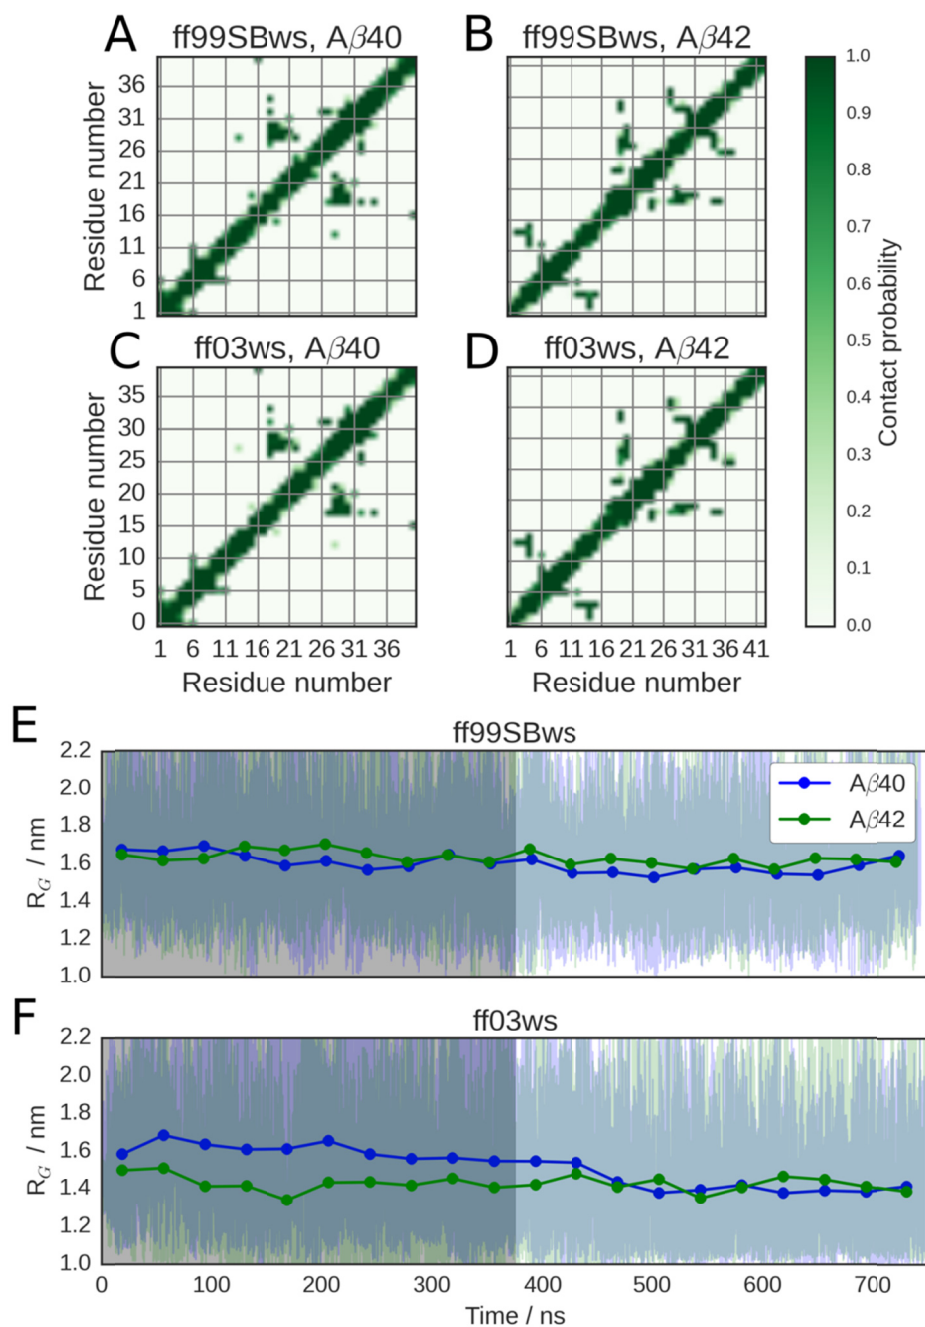 A
ff99SBws, Aβ40
B
ff99SBws, Aβ42
Residue number
36
31
26
21
16
11
6
1
1.0
0.9
0.8
0.7
0.6
0.5
0.4
0.3
0.2
0.1
0.0
Contact probability
C
ff03ws, Aβ40
D
ff03ws, Aβ42
Residue number
35
30
25
20
15
10
5
0
1 6 11 16 21 26 31 36
1 6 11 16 21 26 31 36 41
Residue number
Residue number
E
ff99SBws
R_G / nm
2.2
2.0
1.8
1.6
1.4
1.2
1.0
Aβ40
Aβ42
F
ff03ws
R_G / nm
2.2
2.0
1.8
1.6
1.4
1.2
1.0
0 100 200 300 400 500 600 700
Time / ns